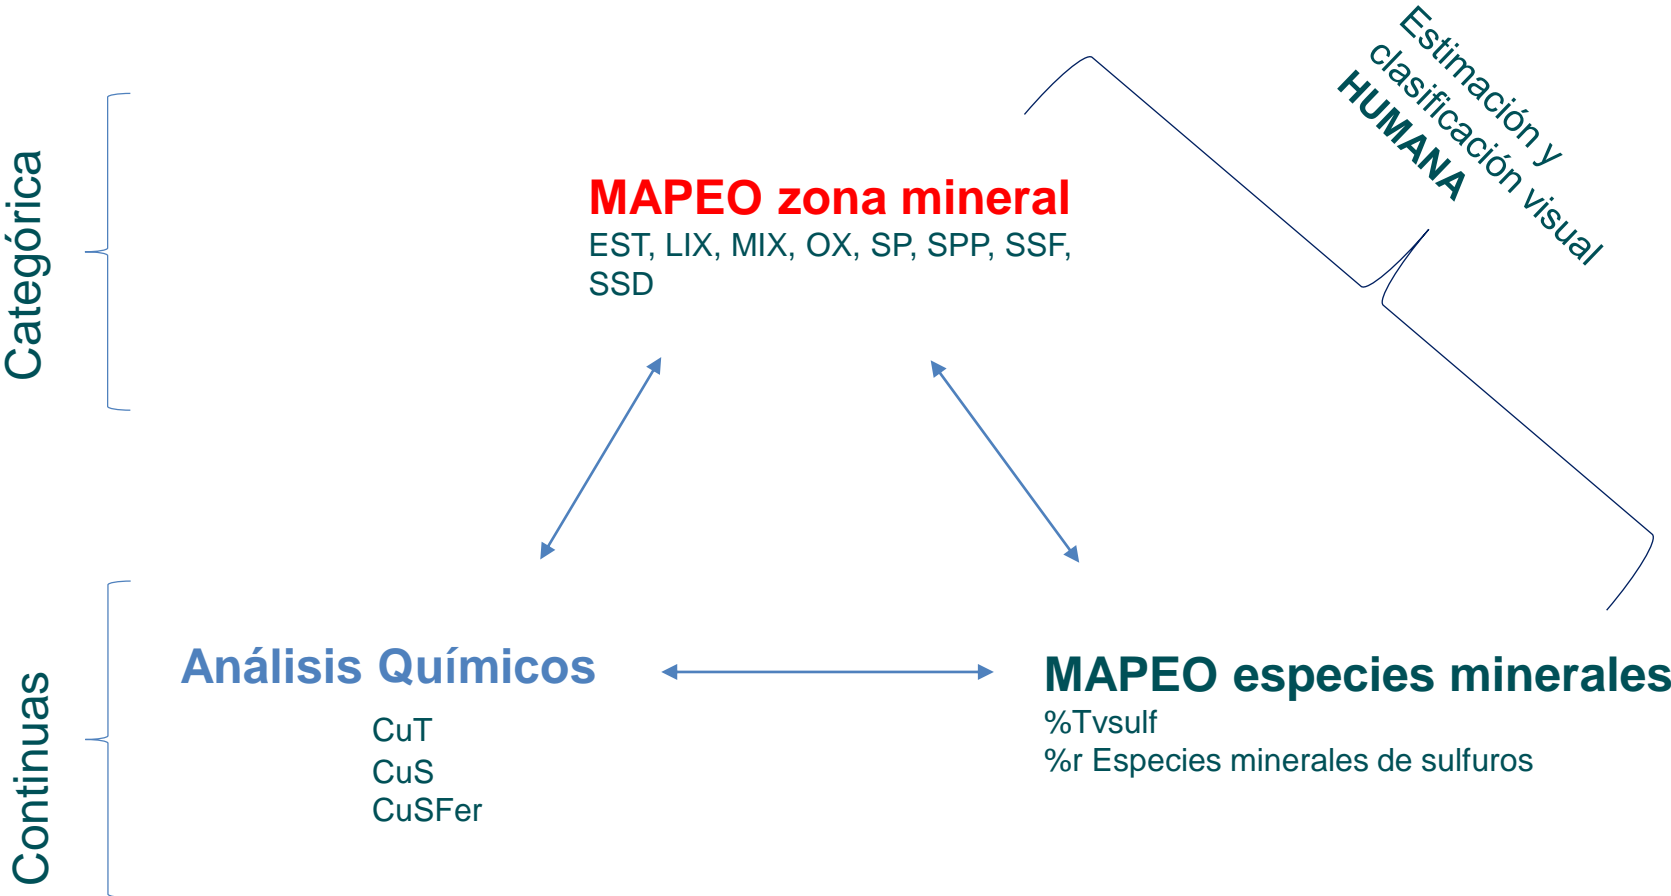 Estimación y
clasificación visual
HUMANA
Categórica
MAPEO zona mineral
EST, LIX, MIX, OX, SP, SPP, SSF,
SSD
Continuas
Análisis Químicos
CuT
CuS
CuSFer
MAPEO especies minerales
%Tvsulf
%r Especies minerales de sulfuros